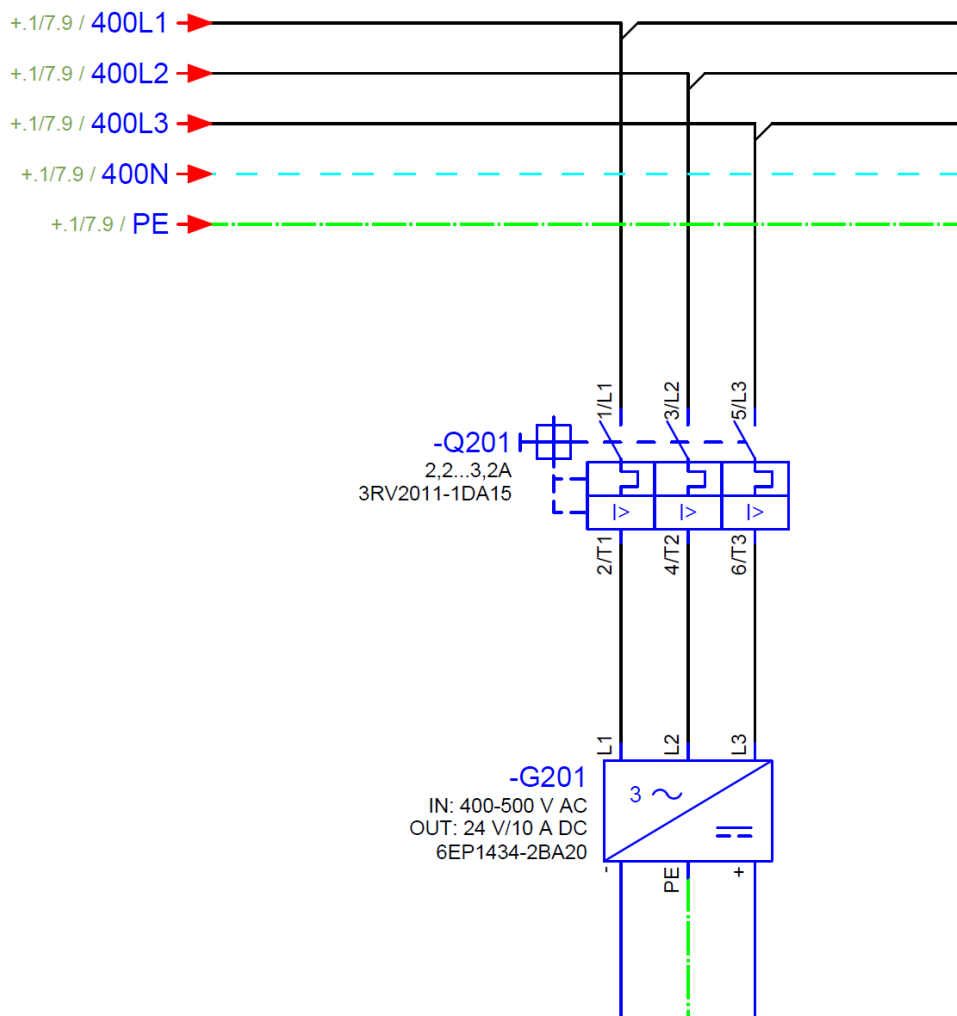 +.1/7.9 / 400L1
+.1/7.9 / 400L2
+.1/7.9 / 400L3
+.1/7.9 / 400N
+.1/7.9 / PE
1/L1 3/L2 5/L3
-Q201
2,2...3,2A
3RV2011-1DA15
I> I> I>
2/T1 4/T2 6/T3
L1 L2 L3
-G201
3 ~
IN: 400-500 V AC
OUT: 24 V/10 A DC
6EP1434-2BA20
- PE +